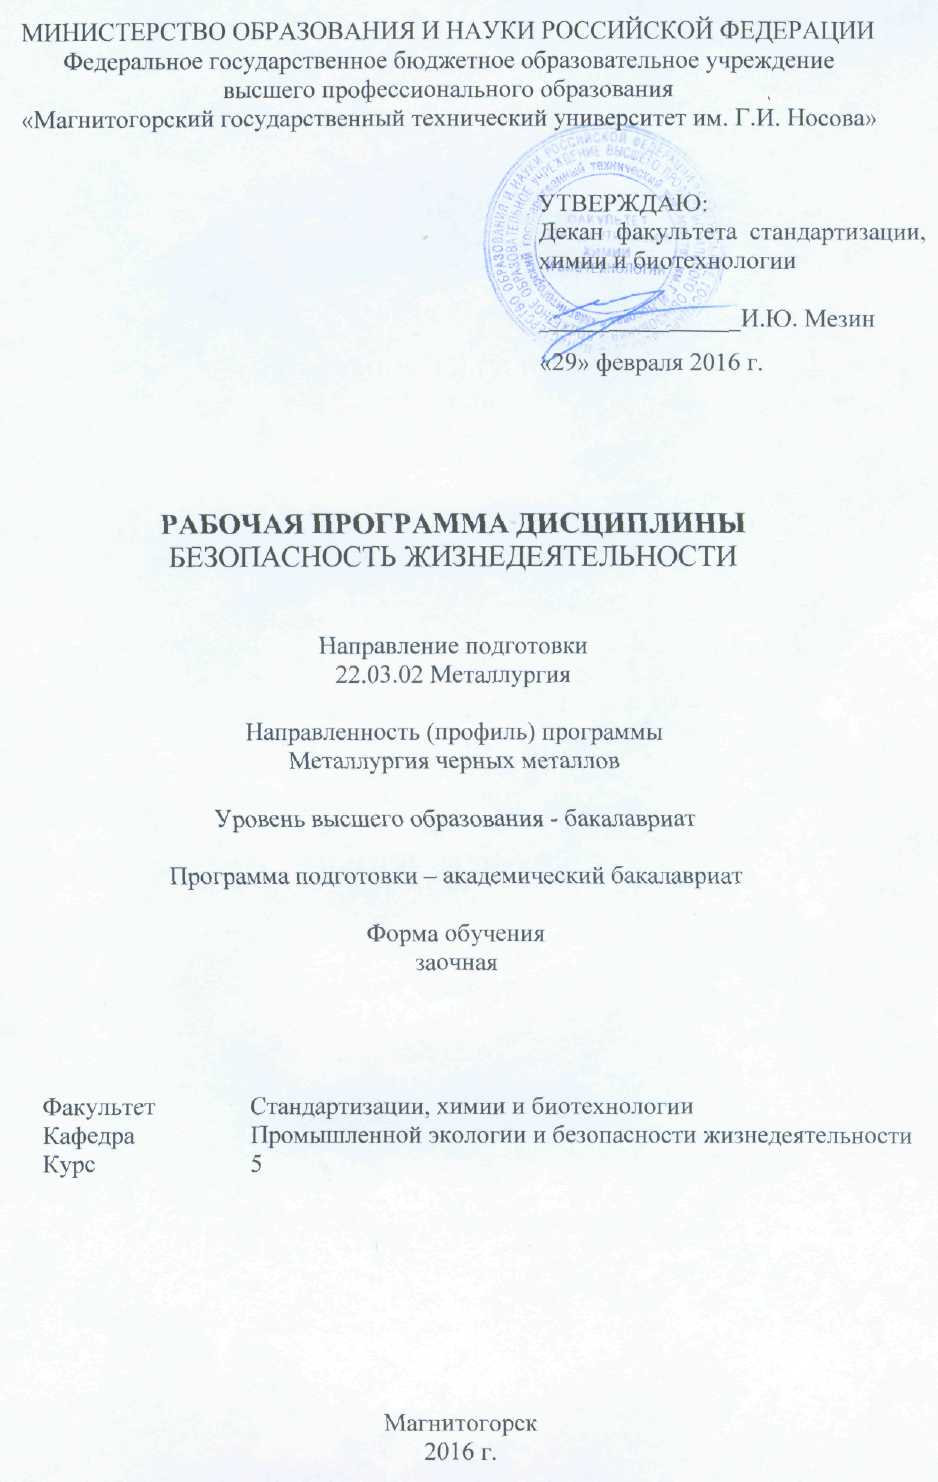 МИНИСТЕРСТВО ОБРАЗОВАНИЯ И НАУКИ РОССИЙСКОЙ ФЕДЕРАЦИИ
Федеральное государственное бюджетное образовательное учреждение
высшего профессионального образования
«Магнитогорский государственный технический университет им. Г.И. Носова»
УТВЕРЖДАЮ:
Декан факультета стандартизации,
химии и биотехнологии
И.Ю. Мезин
«29» февраля 2016 г.
РАБОЧАЯ ПРОГРАММА ДИСЦИПЛИНЫ
БЕЗОПАСНОСТЬ ЖИЗНЕДЕЯТЕЛЬНОСТИ
Направление подготовки
22.03.02 Металлургия
Направленность (профиль) программы
Металлургия черных металлов
Уровень высшего образования - бакалавриат
Программа подготовки – академический бакалавриат
Форма обучения
заочная
Факультет Стандартизации, химии и биотехнологии
Кафедра Промышленной экологии и безопасности жизнедеятельности
Курс 5
Магнитогорск
2016 г.